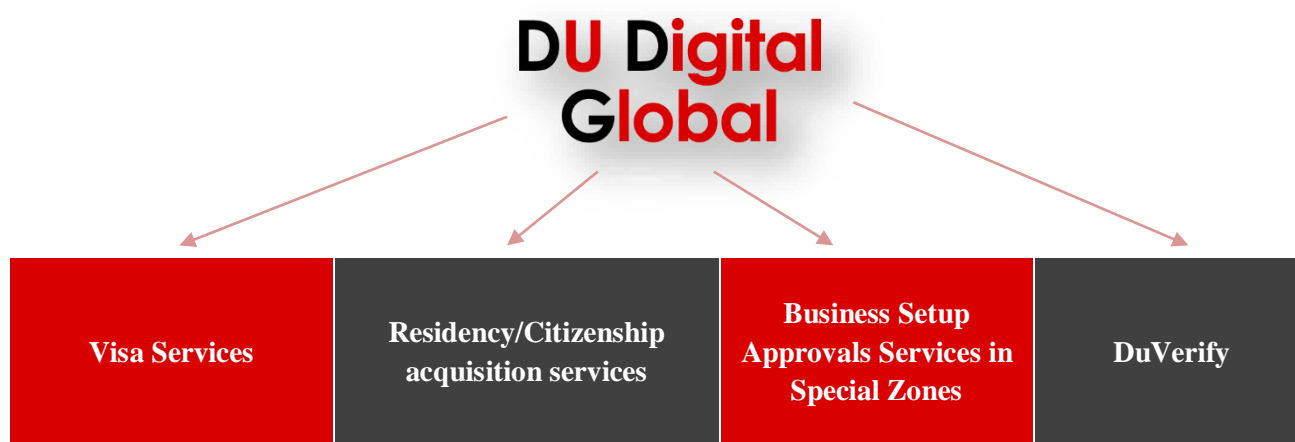 DU Digital
Global
Visa Services
Residency/Citizenship
acquisition services
Business Setup
Approvals Services in
Special Zones
DuVerify